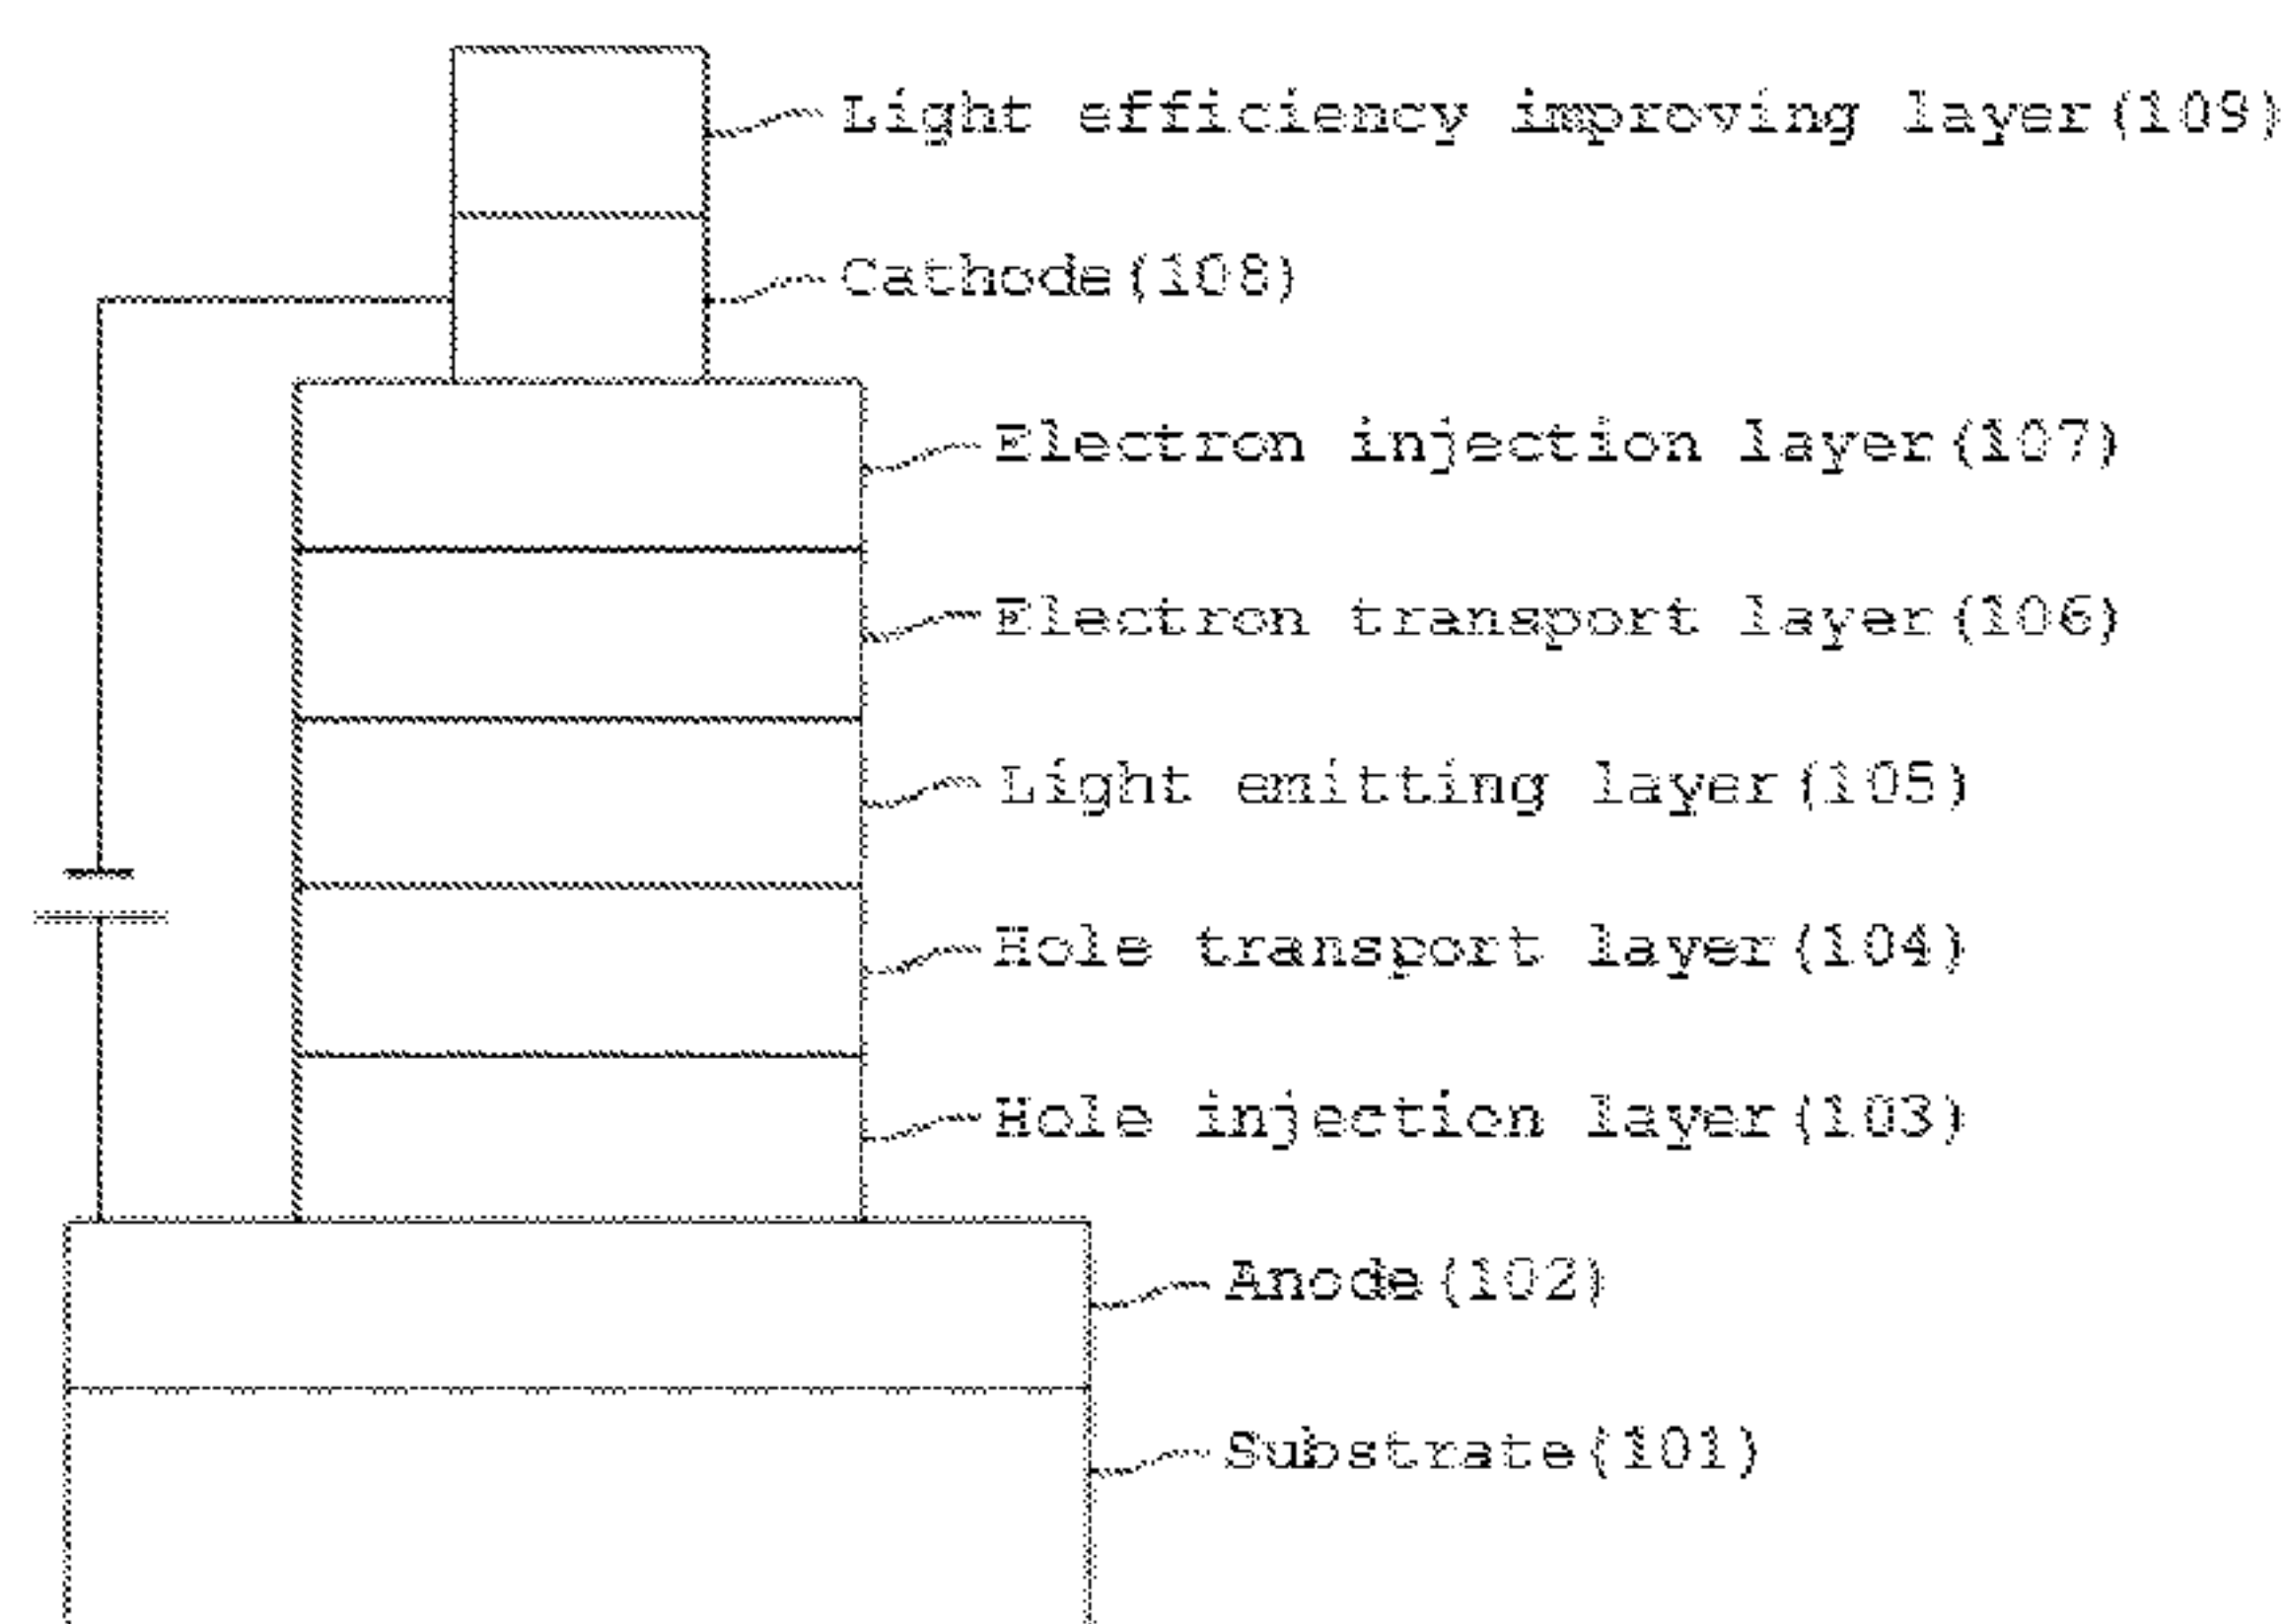 Light efficiency improving layer(109)
Cathode(108)
Electron injection layer(107)
Electron transport layer(106)
Light emitting layer(105)
Hole transport layer(104)
Hole injection layer(103)
Anode(102)
Substrate(101)